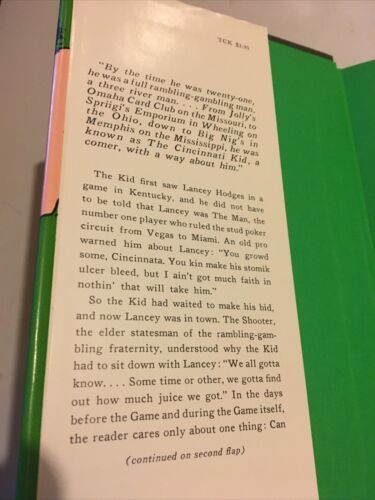 TCK $3.95
"By the time he was twenty-one,
he was a full rambling-gambling man,
a three river man. . . . From Jolly's
Omaha Card Club on the Missouri, to
Spriigi's Emporium in Wheeling on
the Ohio, down to Big Nig's in
Memphis on the Mississippi, he was
known as The Cincinnati Kid, a
comer, with a way about him."
The Kid first saw Lancey Hodges in a
game in Kentucky, and he did not have
to be told that Lancey was The Man, the
number one player who ruled the stud poker
circuit from Vegas to Miami. An old pro
warned him about Lancey: "You growd
some, Cincinnata. You kin make his stomik
ulcer bleed, but I ain't got much faith in
nothin' that will take him."
So the Kid had waited to make his bid,
and now Lancey was in town. The Shooter,
the elder statesman of the rambling-gam-
bling fraternity, understood why the Kid
had to sit down with Lancey: "We all gotta
know. . . . Some time or other, we gotta find
out how much juice we got." In the days
before the Game and during the Game itself,
the reader cares only about one thing: Can
(continued on second flap)